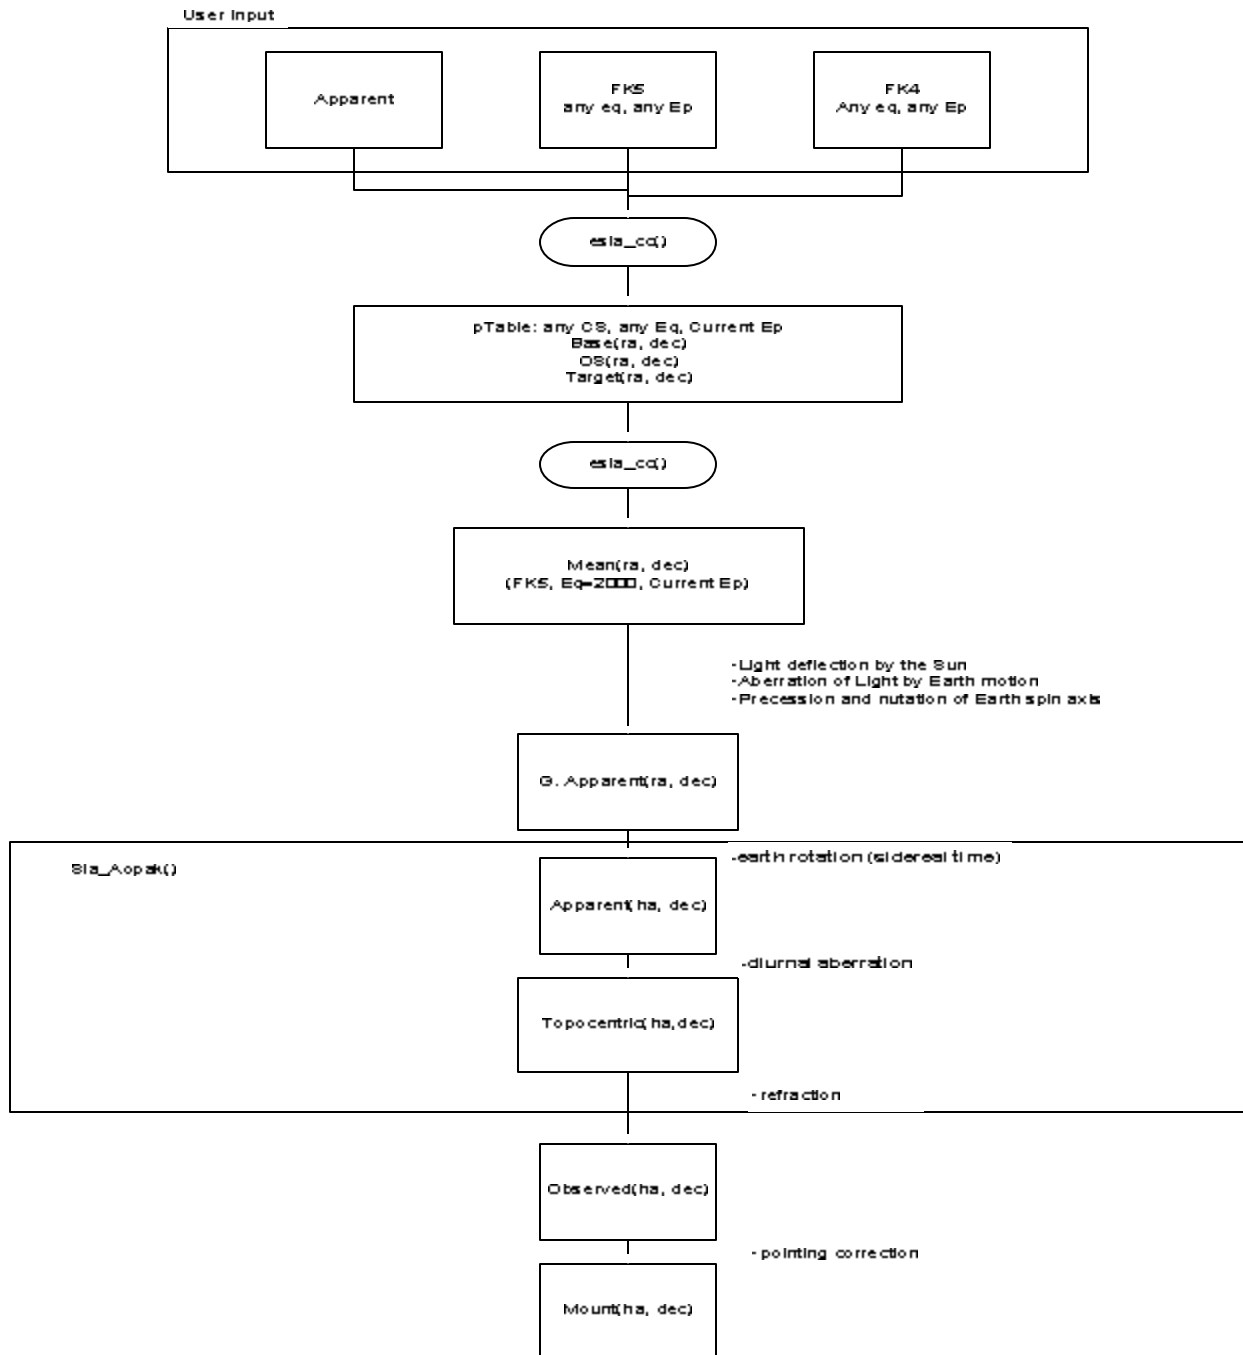 User Input
Apparent
FK5
any eq, any Ep
FK4
Any eq, any Ep
esla_co()
pTable: any CS, any Eq, Current Ep
Base(ra, dec)
OS(ra, dec)
Target(ra, dec)
esla_co()
Mean(ra, dec)
(FK5, Eq=2000, Current Ep)
-Light deflection by the Sun
-Aberration of Light by Earth motion
-Precession and nutation of Earth spin axis
G. Apparent(ra, dec)
-earth rotation (sidereal time)
Sla_Aopqk()
Apparent(ha, dec)
-diurnal aberration
Topocentric(ha,dec)
- refraction
Observed(ha, dec)
- pointing correction
Mount(ha, dec)